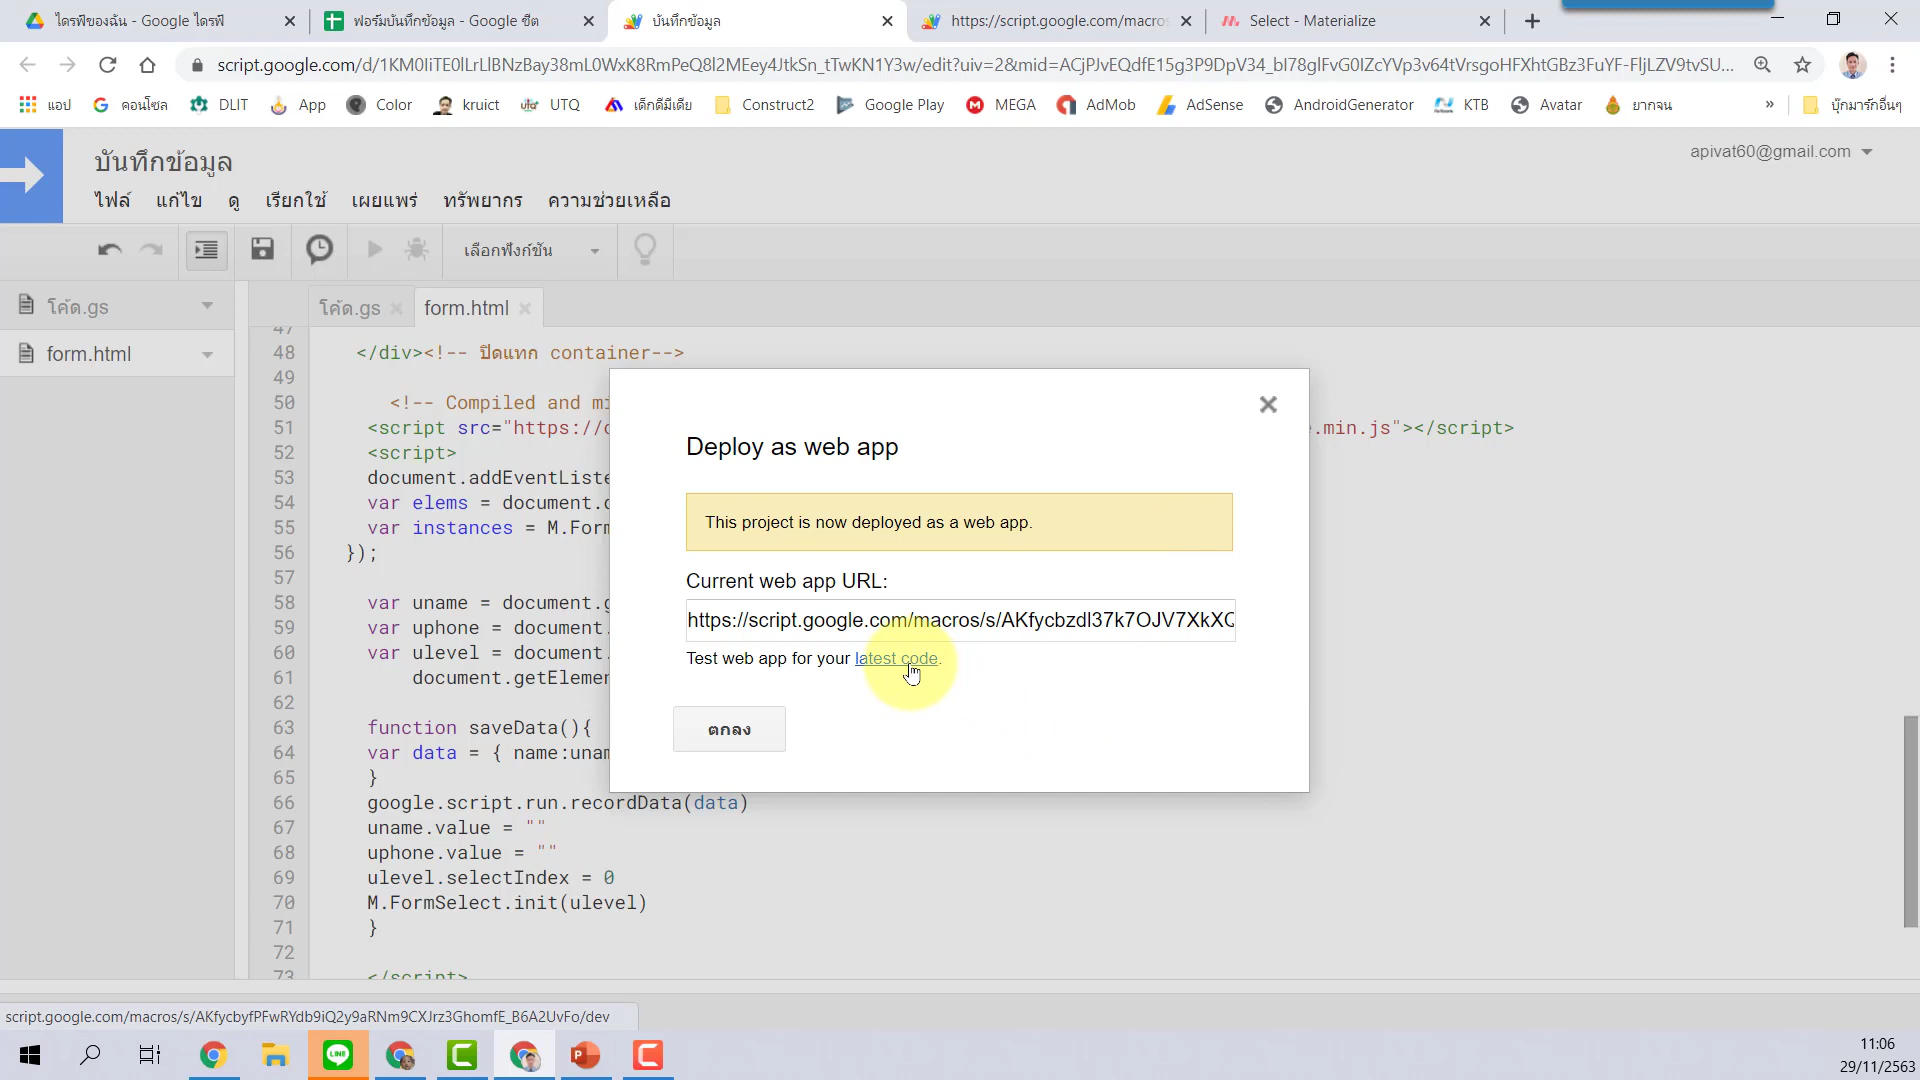 ไดรฟ์ของฉัน - Google ไดรฟ์
ฟอร์มบันทึกข้อมูล - Google ชีต
บันทึกข้อมูล
https://script.google.com/macros
Select - Materialize
script.google.com/d/1KM0IiTE0lLrLlBNzBay38mL0WxK8RmPeQ8l2MEey4JtkSn_tTwKN1Y3w/edit?uiv=2&mid=ACjPJvEQdfE15g3P9DpV34_bI78glFvG0IZcYVp3v64tVrsgoHFXhtGBz3FuYF-FljLZV9tvSU...
แอป
คอนโซล
DLIT
App
Color
kruict
UTQ
เด็กดีมีเดีย
Construct2
Google Play
MEGA
AdMob
AdSense
AndroidGenerator
KTB
Avatar
ยากจน
»
บุ๊กมาร์กอื่นๆ
บันทึกข้อมูล
apivat60@gmail.com
ไฟล์ แก้ไข ดู เรียกใช้ เผยแพร่ ทรัพยากร ความช่วยเหลือ
เลือกฟังก์ชัน
โค้ด.gs
form.html
โค้ด.gs
form.html
47
48 </div><!-- ปิดแทก container-->
49
50 <!-- Compiled and mi
51 <script src="https://c .min.js"></script>
52 <script>
53 document.addEventListe
54 var elems = document.c
55 var instances = M.Form
56 });
57
58 var uname = document.g
59 var uphone = document.
60 var ulevel = document.
61 document.getElemen
62
63 function saveData(){
64 var data = { name:unam
65 }
66 google.script.run.recordData(data)
67 uname.value = ""
68 uphone.value = ""
69 ulevel.selectIndex = 0
70 M.FormSelect.init(ulevel)
71 }
72
73 </script>
Deploy as web app
This project is now deployed as a web app.
Current web app URL:
https://script.google.com/macros/s/AKfycbzdl37k7OJV7XkXC
Test web app for your latest code.
ตกลง
script.google.com/macros/s/AKfycbyfPFwRYdb9iQ2y9aRNm9CXJrz3GhomfE_B6A2UvFo/dev
LINE
11:06
29/11/2563